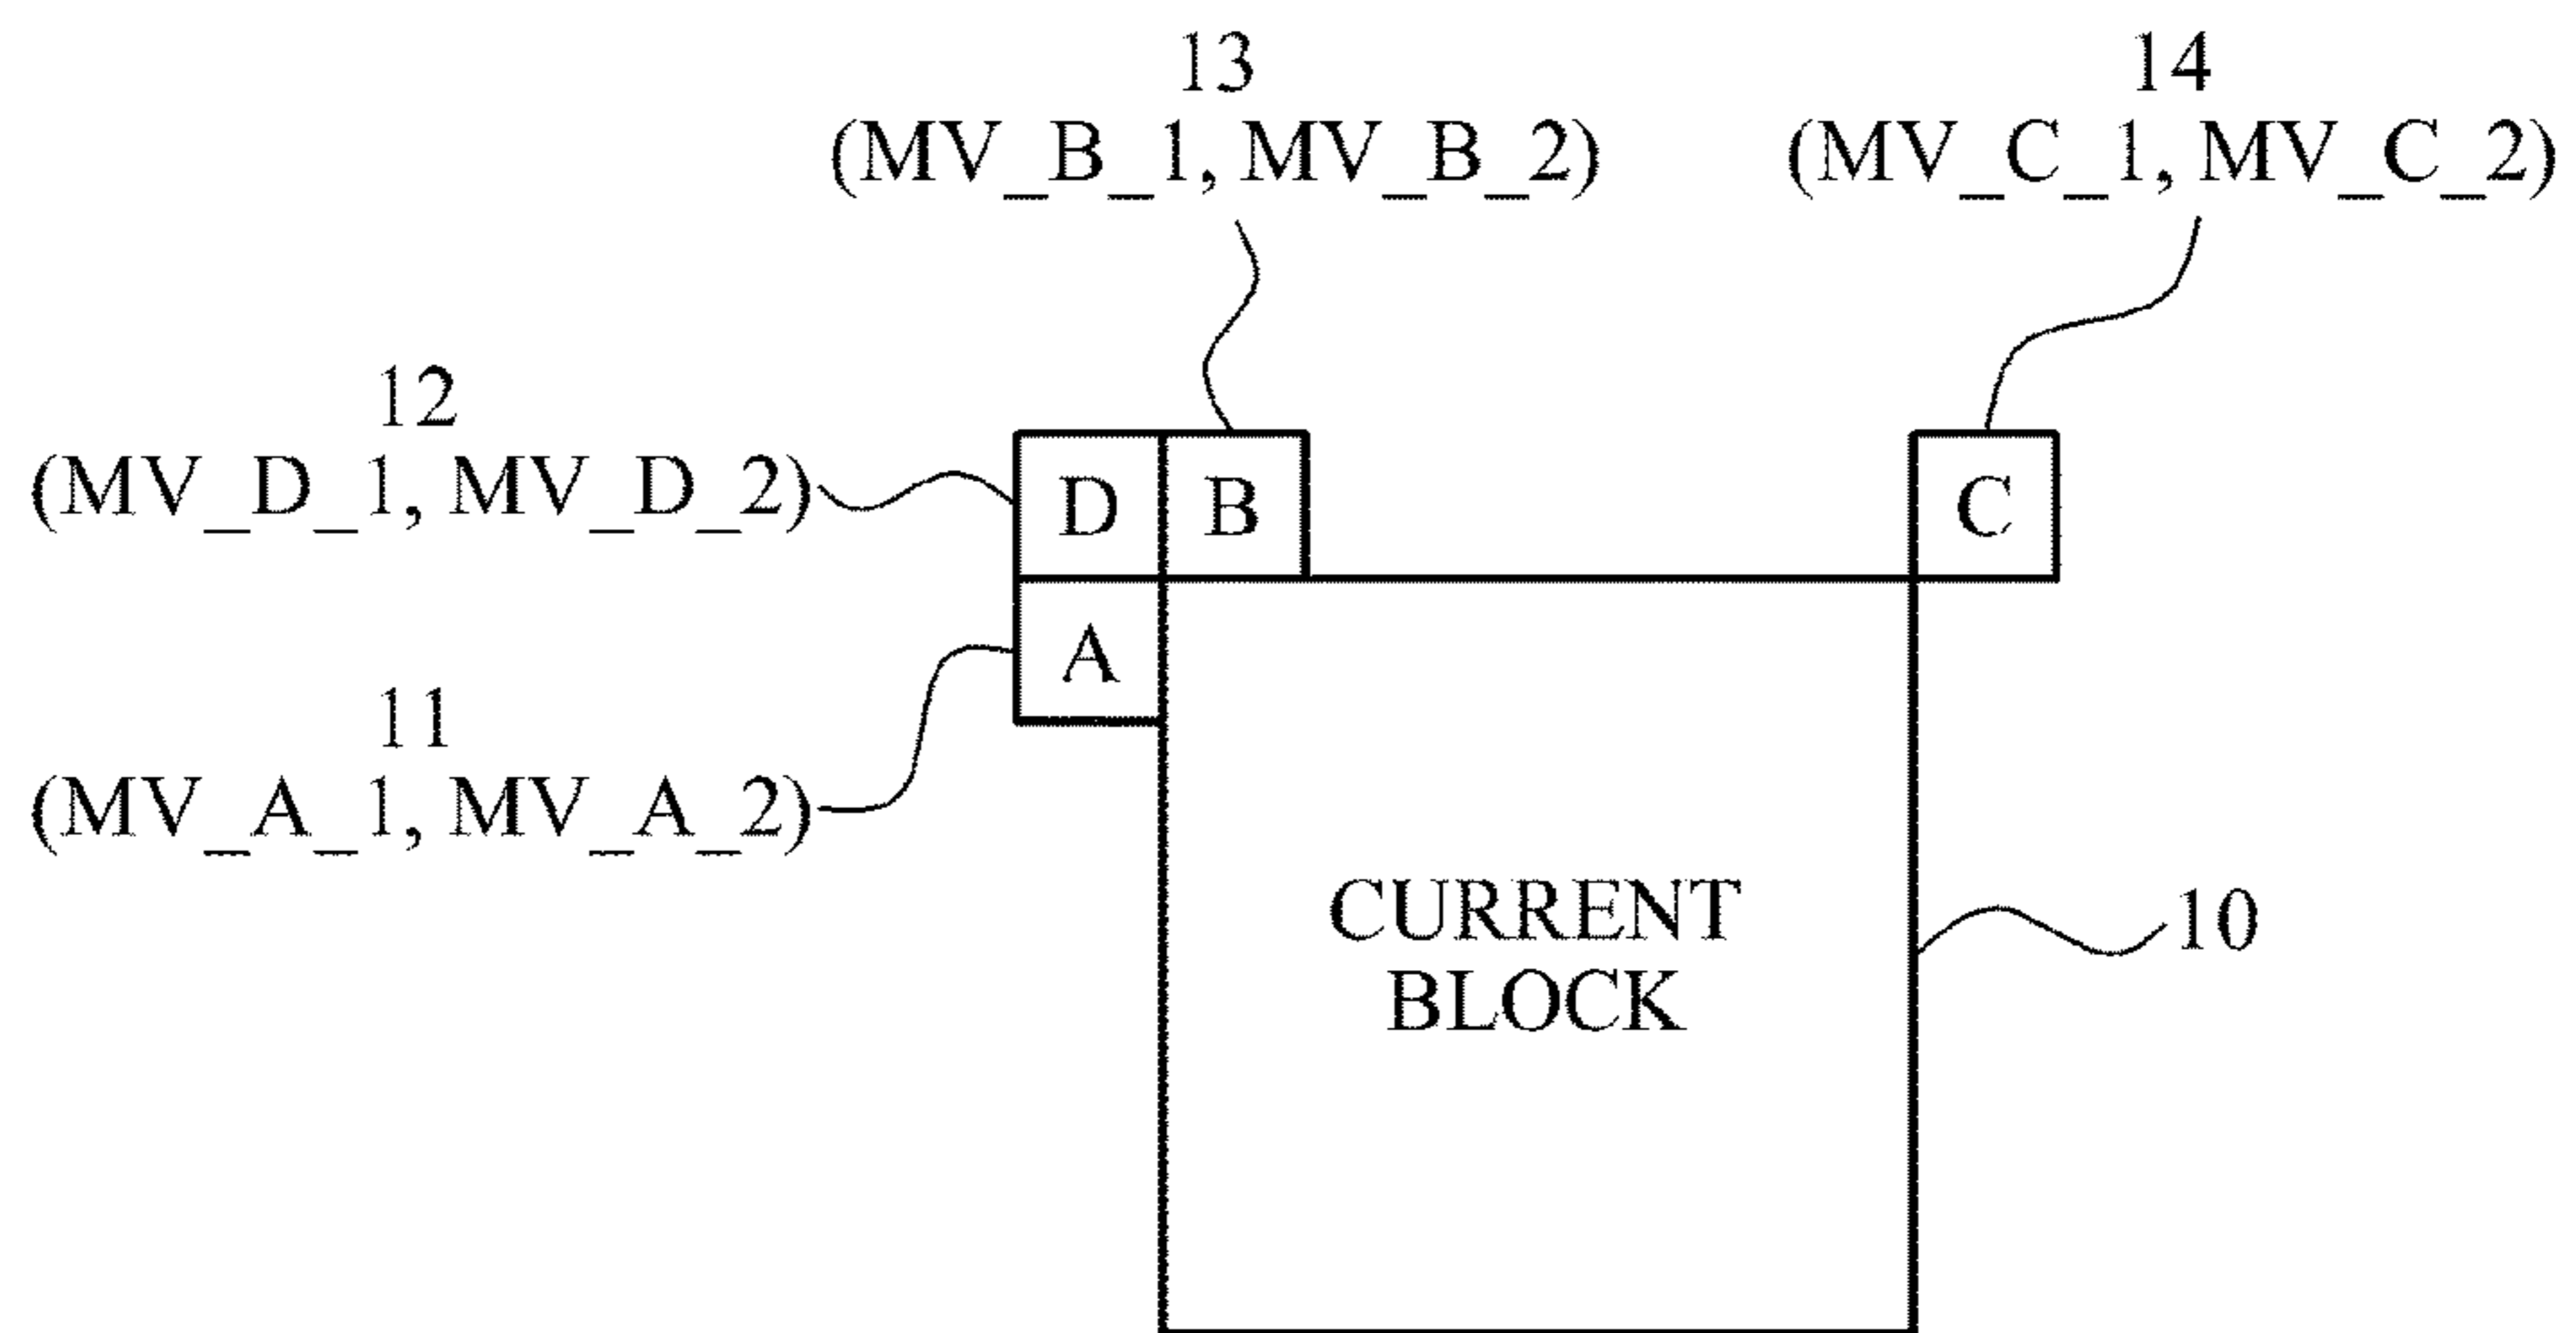 13
(MV_B_1, MV_B_2)
14
(MV_C_1, MV_C_2)
12
(MV_D_1, MV_D_2)
D
B
C
A
11
(MV_A_1, MV_A_2)
CURRENT
BLOCK
10